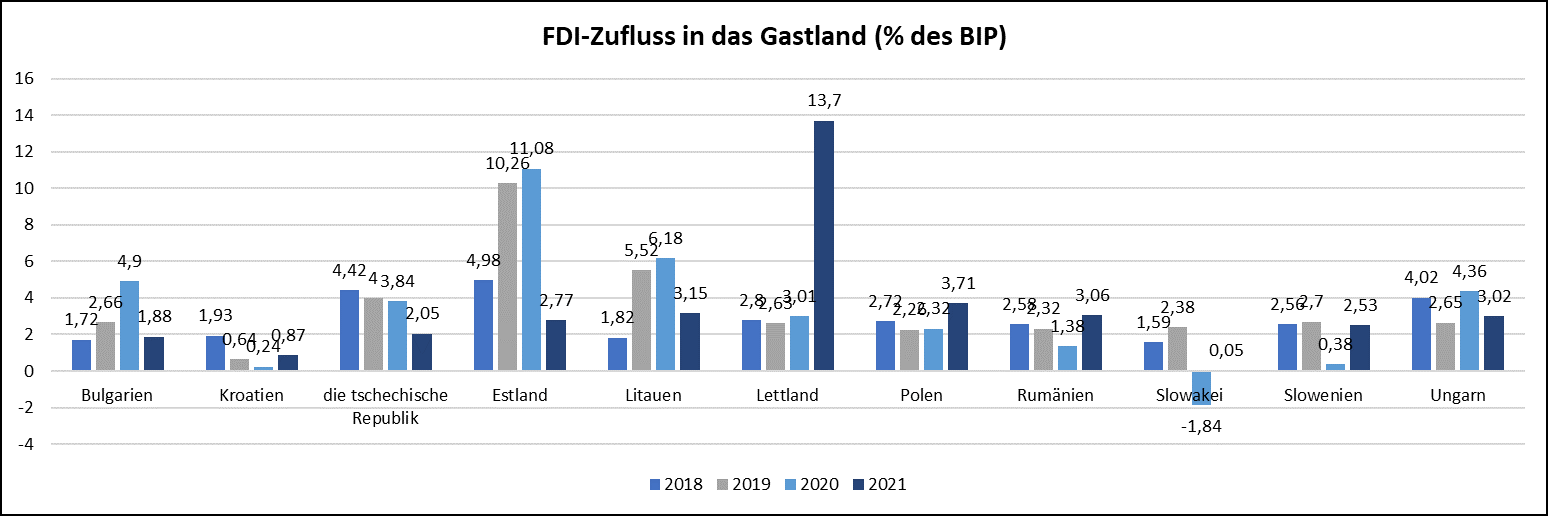 FDI-Zufluss in das Gastland (% des BIP)
16
14
12
10
8
6
4
2
0
-2
-4
1,72 2,66 4,9 1,88
1,93 0,64 0,24 0,87
4,42 4 3,84 2,05
4,98 10,26 11,08 2,77
1,82 5,52 6,18 3,15
2,8 2,63 3,01 13,7
2,72 2,26 2,32 3,71
2,58 2,32 1,38 3,06
1,59 2,38 -1,84 0,05
2,56 2,7 0,38 2,53
4,02 2,65 4,36 3,02
Bulgarien Kroatien die tschechische Estland Litauen Lettland Polen Rumänien Slowakei Slowenien Ungarn
Republik
2018 2019 2020 2021